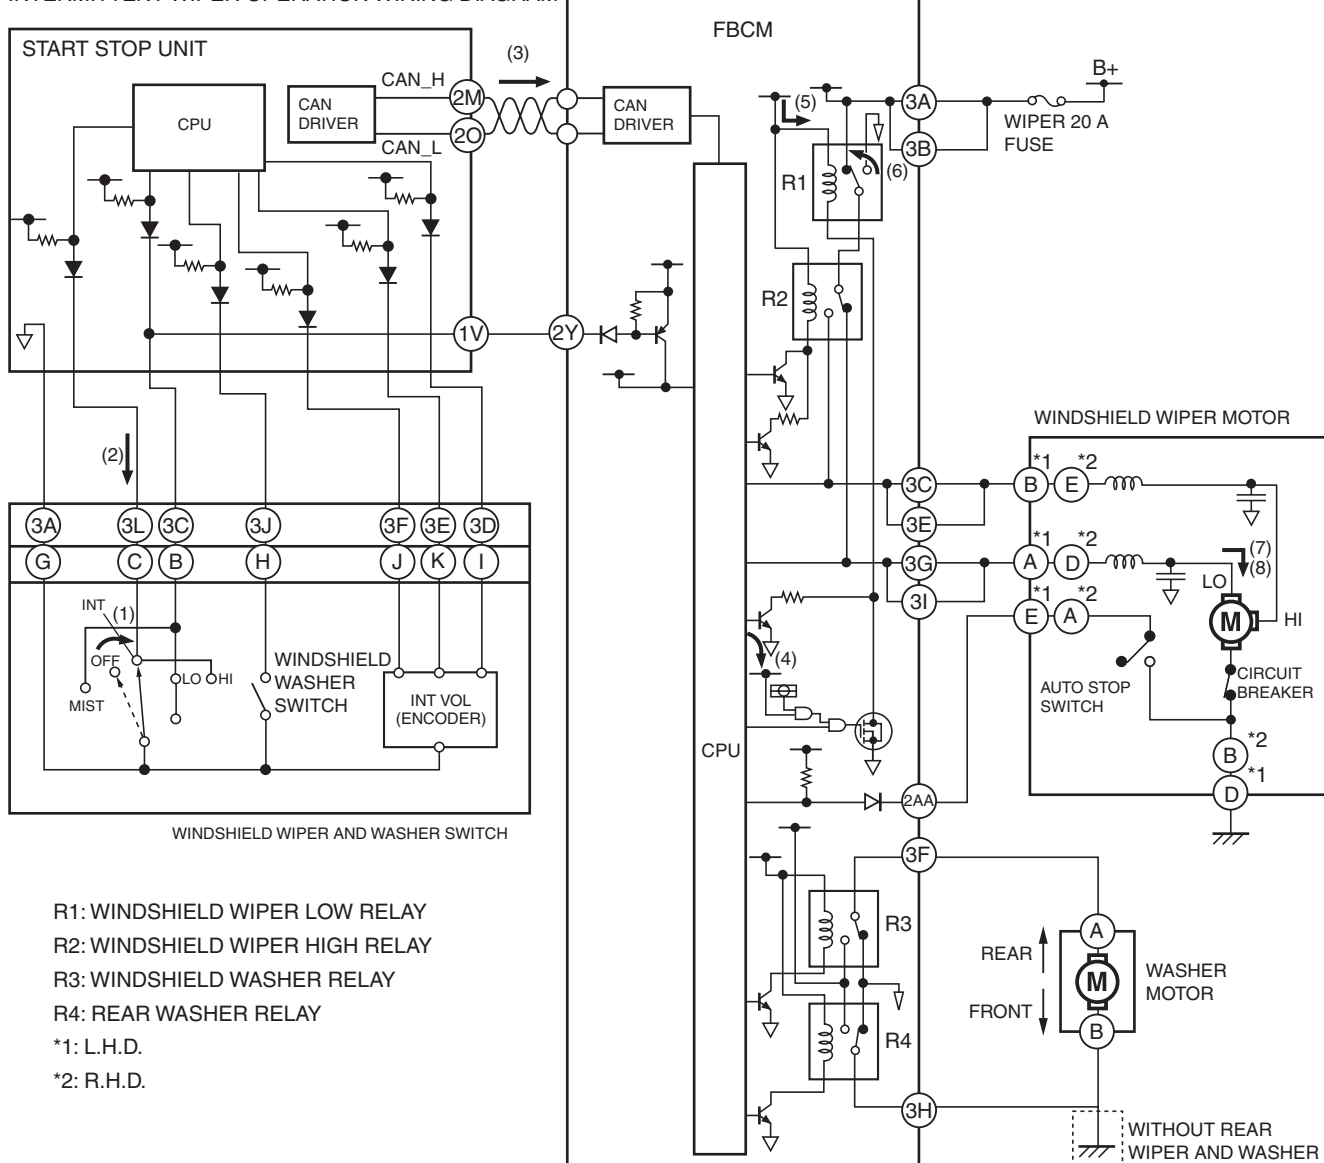 INTERMITTENT WIPER OPERATION WIRING DIAGRAM
FBCM
START STOP UNIT
CPU
CAN DRIVER
CAN_H
CAN_L
2M
2O
(3)
CAN DRIVER
(5)
3A
3B
B+
WIPER 20 A
FUSE
R1
(6)
R2
1V
2Y
(2)
3A
3L
3C
3J
3F
3E
3D
G
C
B
H
J
K
I
INT
(1)
OFF
MIST
LO
HI
WINDSHIELD
WASHER
SWITCH
INT VOL
(ENCODER)
WINDSHIELD WIPER AND WASHER SWITCH
CPU
3C
3E
3G
3I
(4)
2AA
3F
R3
R4
3H
WINDSHIELD WIPER MOTOR
*1
*2
B
E
*1
*2
A
D
*1
*2
E
A
(7)
(8)
LO
M
HI
AUTO STOP
SWITCH
CIRCUIT
BREAKER
B
*2
D
*1
REAR
FRONT
A
M
B
WASHER
MOTOR
WITHOUT REAR
WIPER AND WASHER
R1: WINDSHIELD WIPER LOW RELAY
R2: WINDSHIELD WIPER HIGH RELAY
R3: WINDSHIELD WASHER RELAY
R4: REAR WASHER RELAY
*1: L.H.D.
*2: R.H.D.